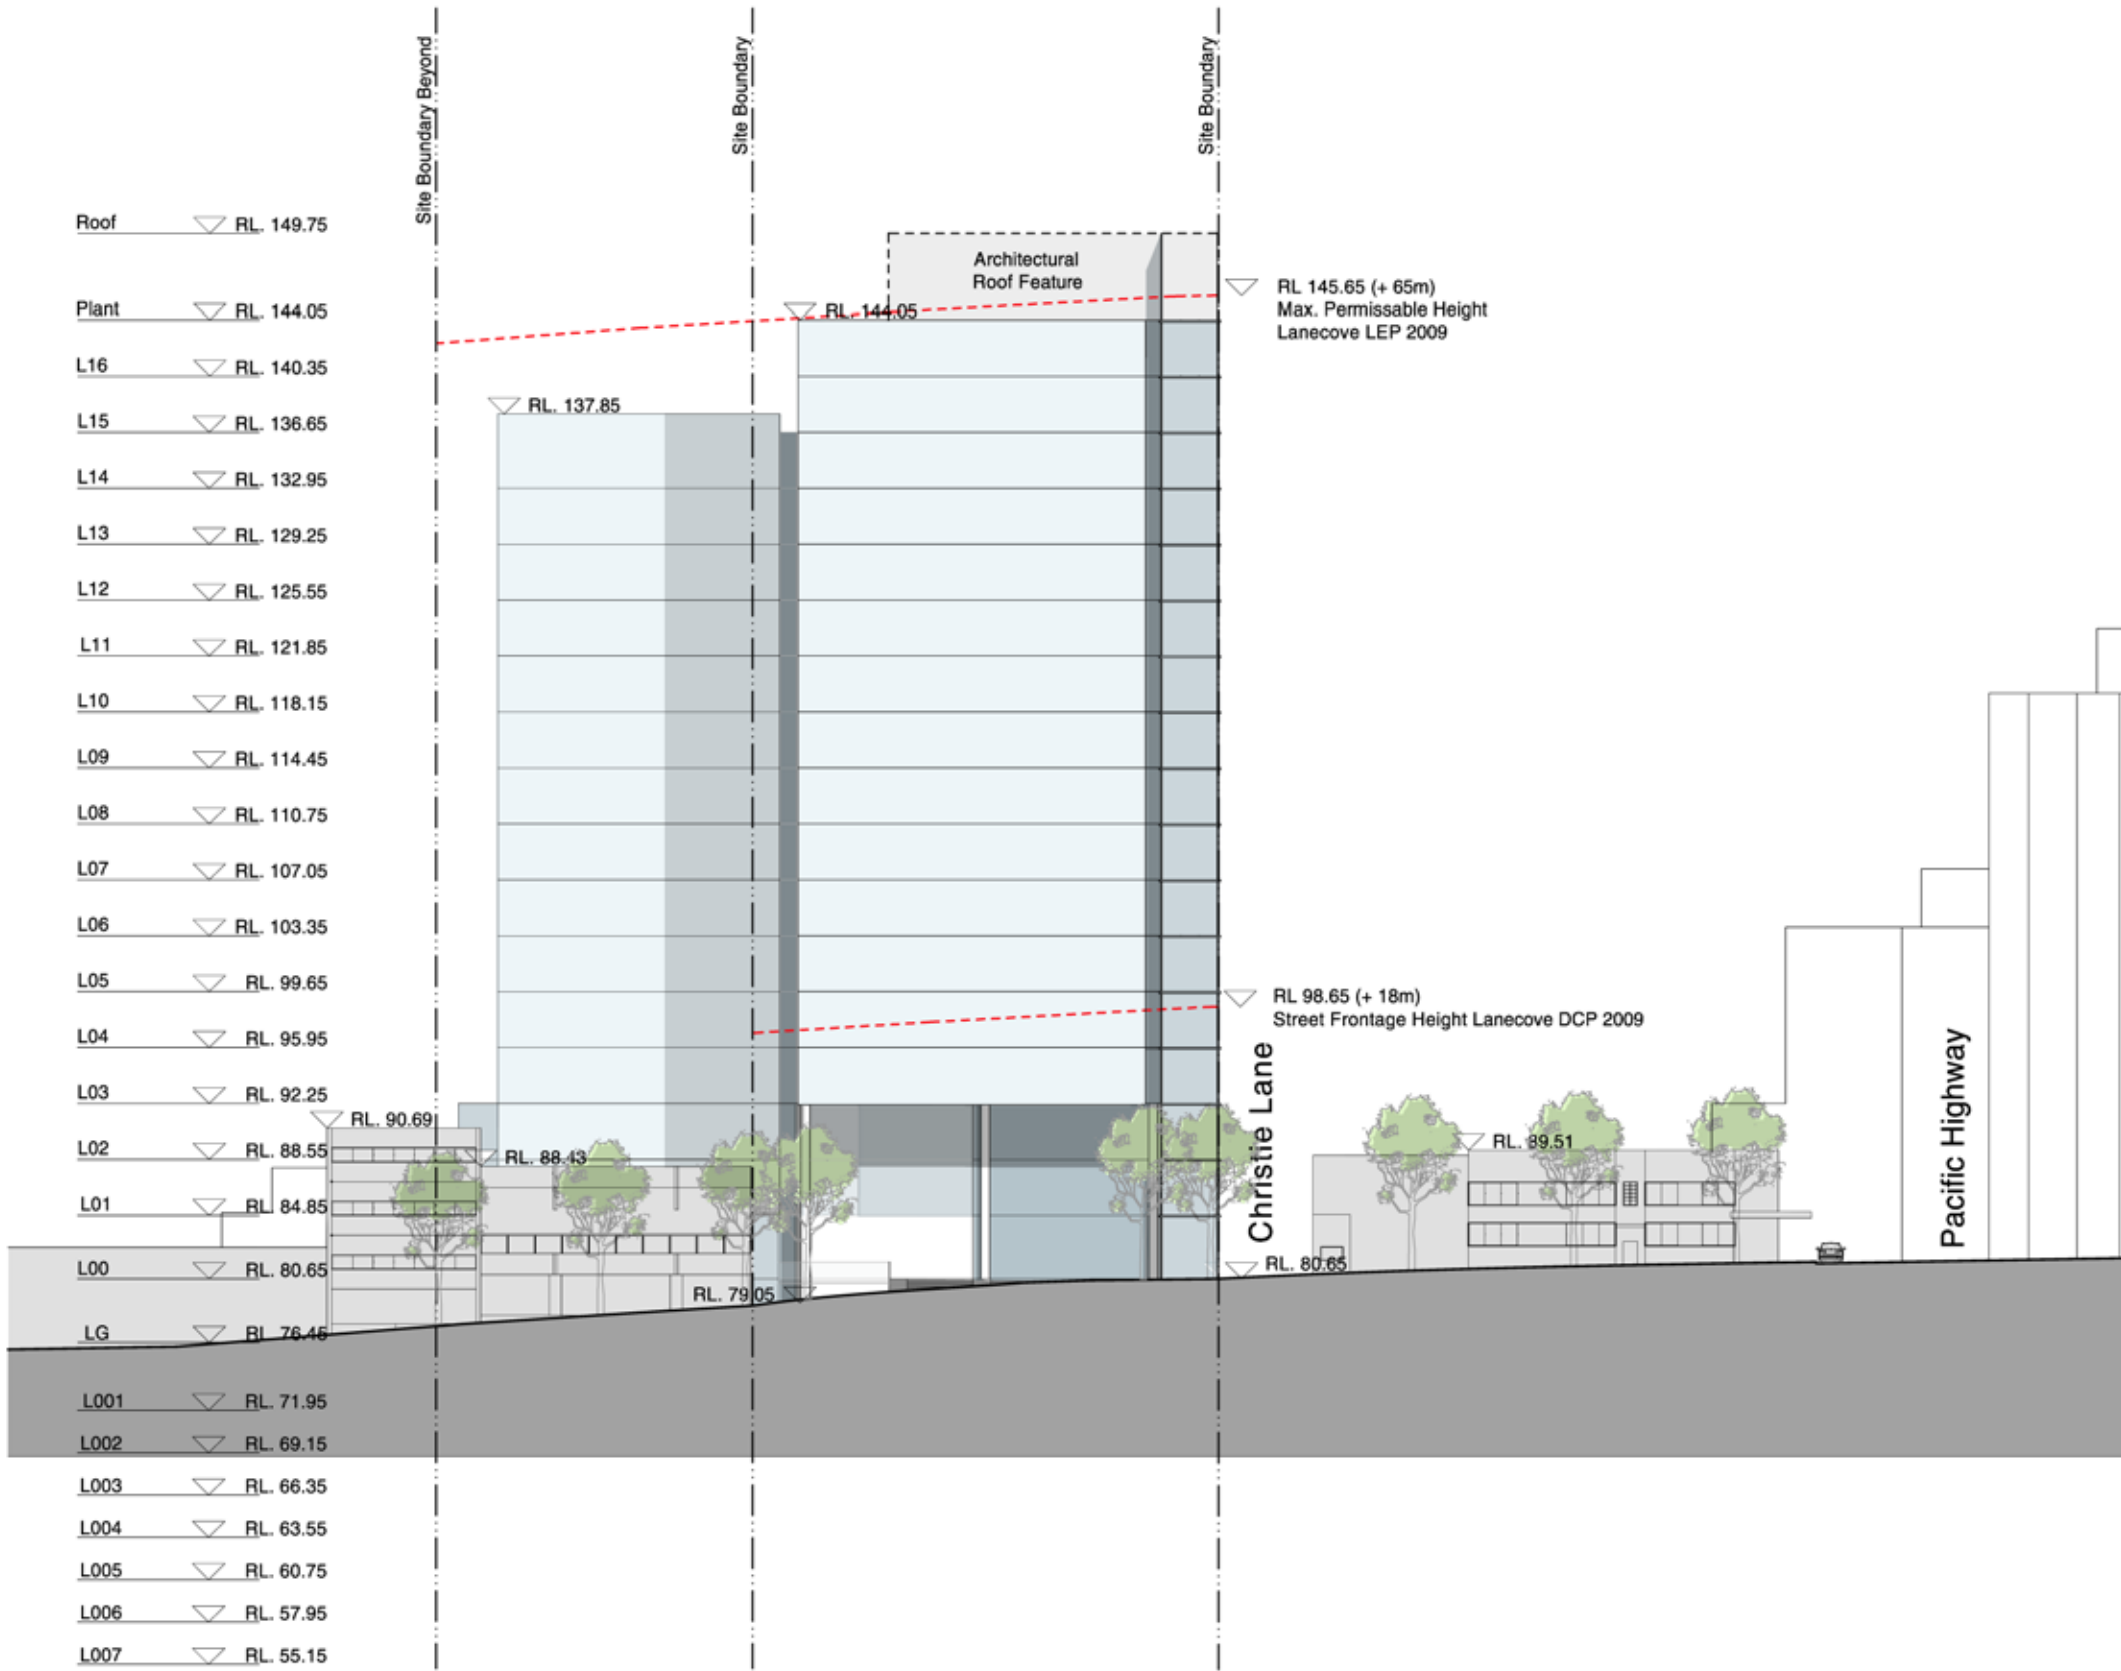 Site Boundary Beyond
Site Boundary
Site Boundary
Roof RL. 149.75
Architectural
Roof Feature
RL 145.65 (+ 65m)
Max. Permissable Height
Lanecove LEP 2009
Plant RL. 144.05
RL. 144.05
L16 RL. 140.35
RL. 137.85
L15 RL. 136.65
L14 RL. 132.95
L13 RL. 129.25
L12 RL. 125.55
L11 RL. 121.85
L10 RL. 118.15
L09 RL. 114.45
L08 RL. 110.75
L07 RL. 107.05
L06 RL. 103.35
L05 RL. 99.65
RL 98.65 (+ 18m)
Street Frontage Height Lanecove DCP 2009
L04 RL. 95.95
L03 RL. 92.25
RL. 90.69
L02 RL. 88.55
RL. 88.43
RL. 89.51
Christie Lane
Pacific Highway
L01 RL. 84.85
L00 RL. 80.65
RL. 80.65
RL. 79.05
LG RL. 76.45
L001 RL. 71.95
L002 RL. 69.15
L003 RL. 66.35
L004 RL. 63.55
L005 RL. 60.75
L006 RL. 57.95
L007 RL. 55.15